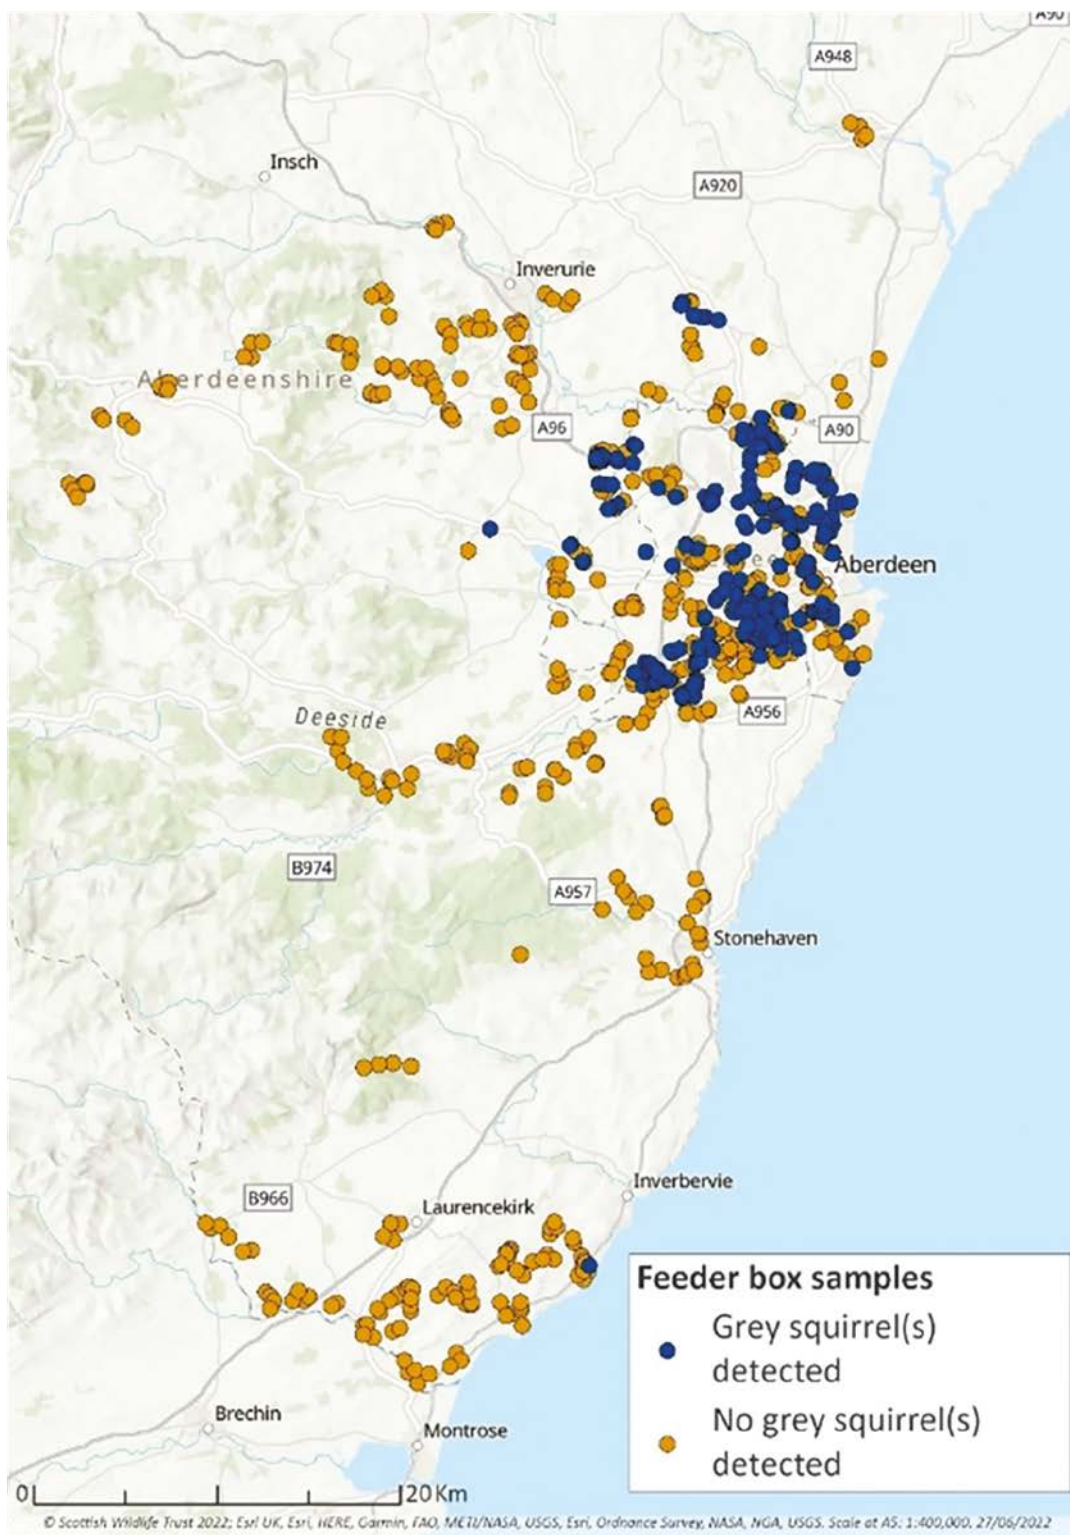 A90
A948
Insch
A920
Inverurie
Aberdeenshire
A96
A90
Aberdeen
Deeside
A956
B974
A957
Stonehaven
Inverbervie
B966
Laurencekirk
Feeder box samples
Grey squirrel(s)
detected
No grey squirrel(s)
detected
Brechin
Montrose
0 20 Km
© Scottish Wildlife Trust 2022; Esri UK, Esri, HERE, Garmin, FAO, METI/NASA, USGS, Esri, Ordnance Survey, NASA, NGA, USGS. Scale at A5: 1:400,000, 27/06/2022